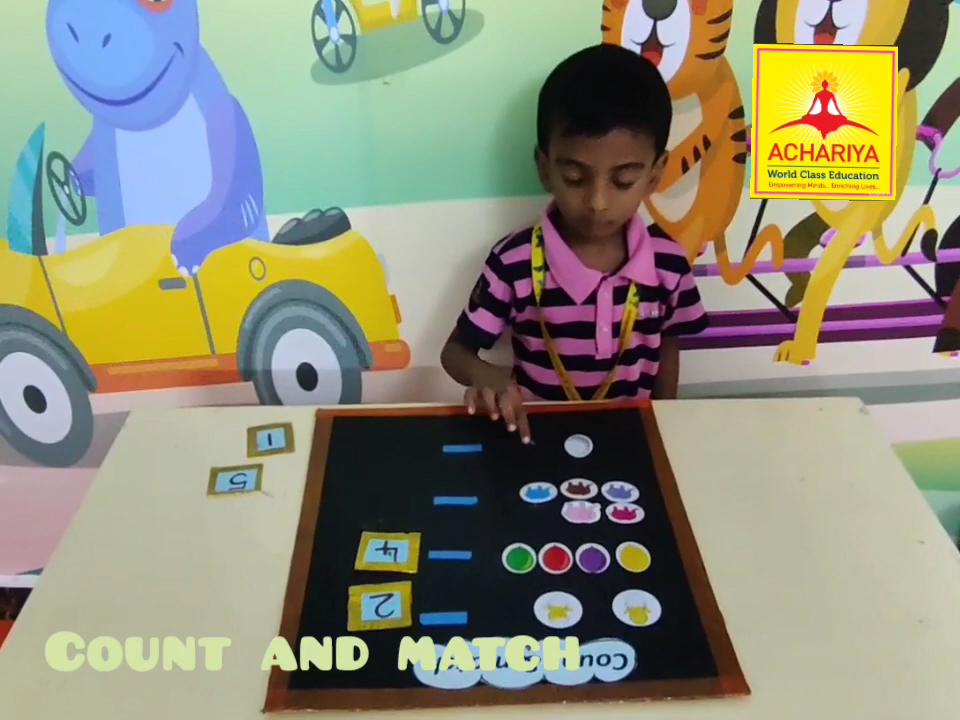 ACHARIYA
World Class Education
Empowering Minds... Enriching Lives...
1
5
4
2
COUNT AND MATCH